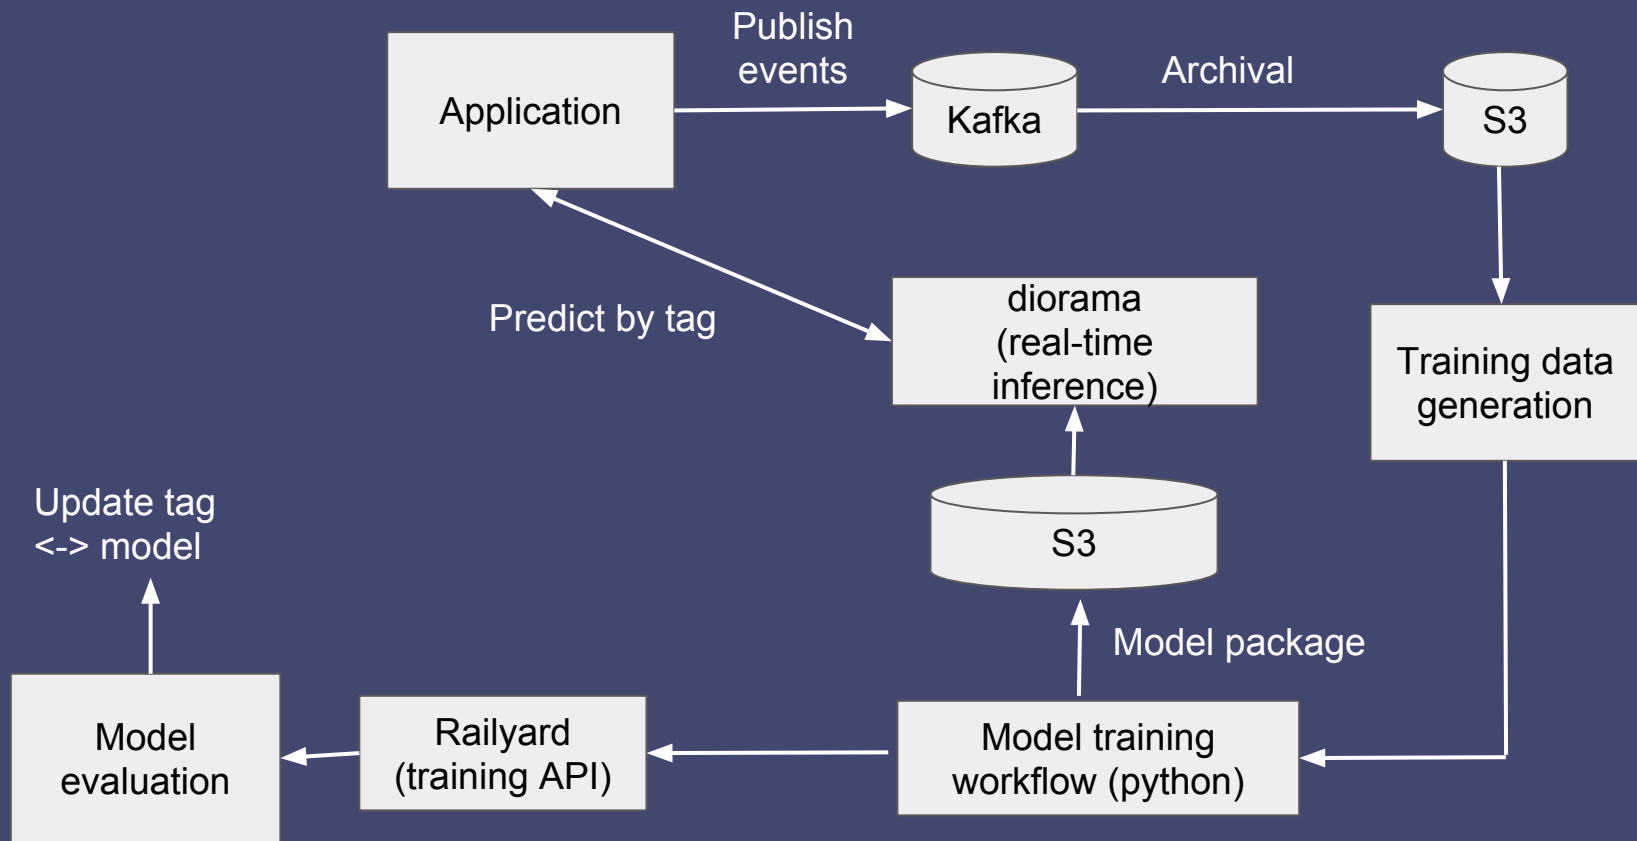 Publish
events
Application
Kafka
Archival
S3
Predict by tag
diorama
(real-time
inference)
Training data
generation
S3
Update tag
<-> model
Model package
Model
evaluation
Railyard
(training API)
Model training
workflow (python)